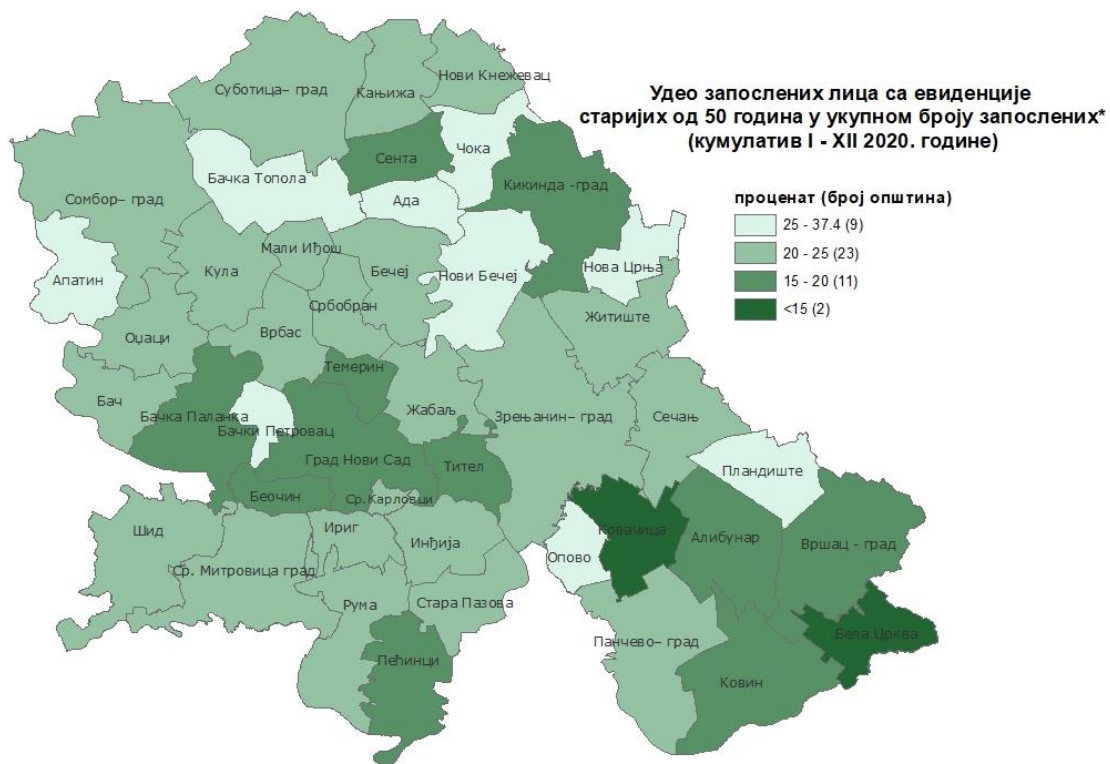 Удео запослених лица са евиденције
старијих од 50 година у укупном броју запослених*
(кумулатив I - XII 2020. године)
проценат (број општина)
25 - 37.4 (9)
20 - 25 (23)
15 - 20 (11)
<15 (2)
Суботица– град
Кањижа
Нови Кнежевац
Сента
Чока
Бачка Топола
Ада
Кикинда -град
Сомбор– град
Мали Иђош
Бечеј
Нови Бечеј
Нова Црња
Апатин
Кула
Србобран
Житиште
Оџаци
Врбас
Темерин
Бач
Бачка Паланка
Жабаљ
Зрењанин– град
Сечањ
Бачки Петровац
Град Нови Сад
Тител
Пландиште
Беочин
Ср. Карловци
Шид
Ириг
Инђија
Опово
Ковачица
Алибунар
Вршац - град
Ср. Митровица град
Рума
Стара Пазова
Панчево– град
Бела Црква
Пећинци
Ковин